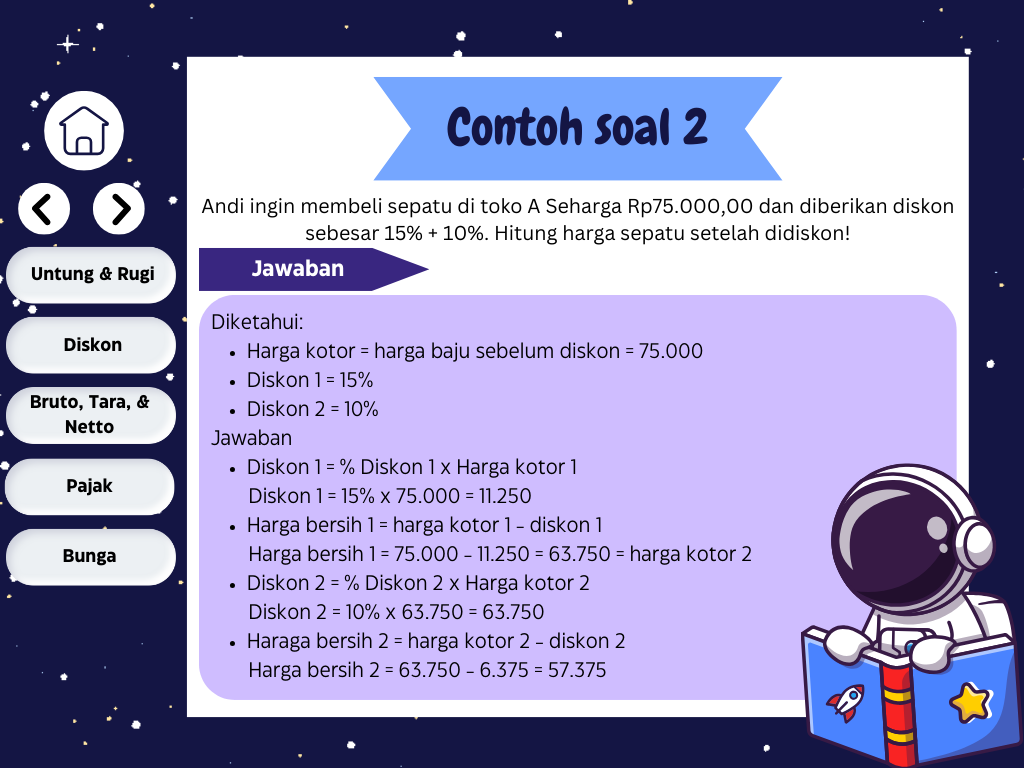 Contoh soal 2
Andi ingin membeli sepatu di toko A Seharga Rp75.000,00 dan diberikan diskon
sebesar 15% + 10%. Hitung harga sepatu setelah didiskon!
Jawaban
Untung & Rugi
Diskon
Bruto, Tara, &
Netto
Pajak
Bunga
Diketahui:
• Harga kotor = harga baju sebelum diskon = 75.000
• Diskon 1 = 15%
• Diskon 2 = 10%
Jawaban
• Diskon 1 = % Diskon 1 x Harga kotor 1
Diskon 1 = 15% x 75.000 = 11.250
• Harga bersih 1 = harga kotor 1 - diskon 1
Harga bersih 1 = 75.000 - 11.250 = 63.750 = harga kotor 2
• Diskon 2 = % Diskon 2 x Harga kotor 2
Diskon 2 = 10% x 63.750 = 63.750
• Haraga bersih 2 = harga kotor 2 - diskon 2
Harga bersih 2 = 63.750 - 6.375 = 57.375